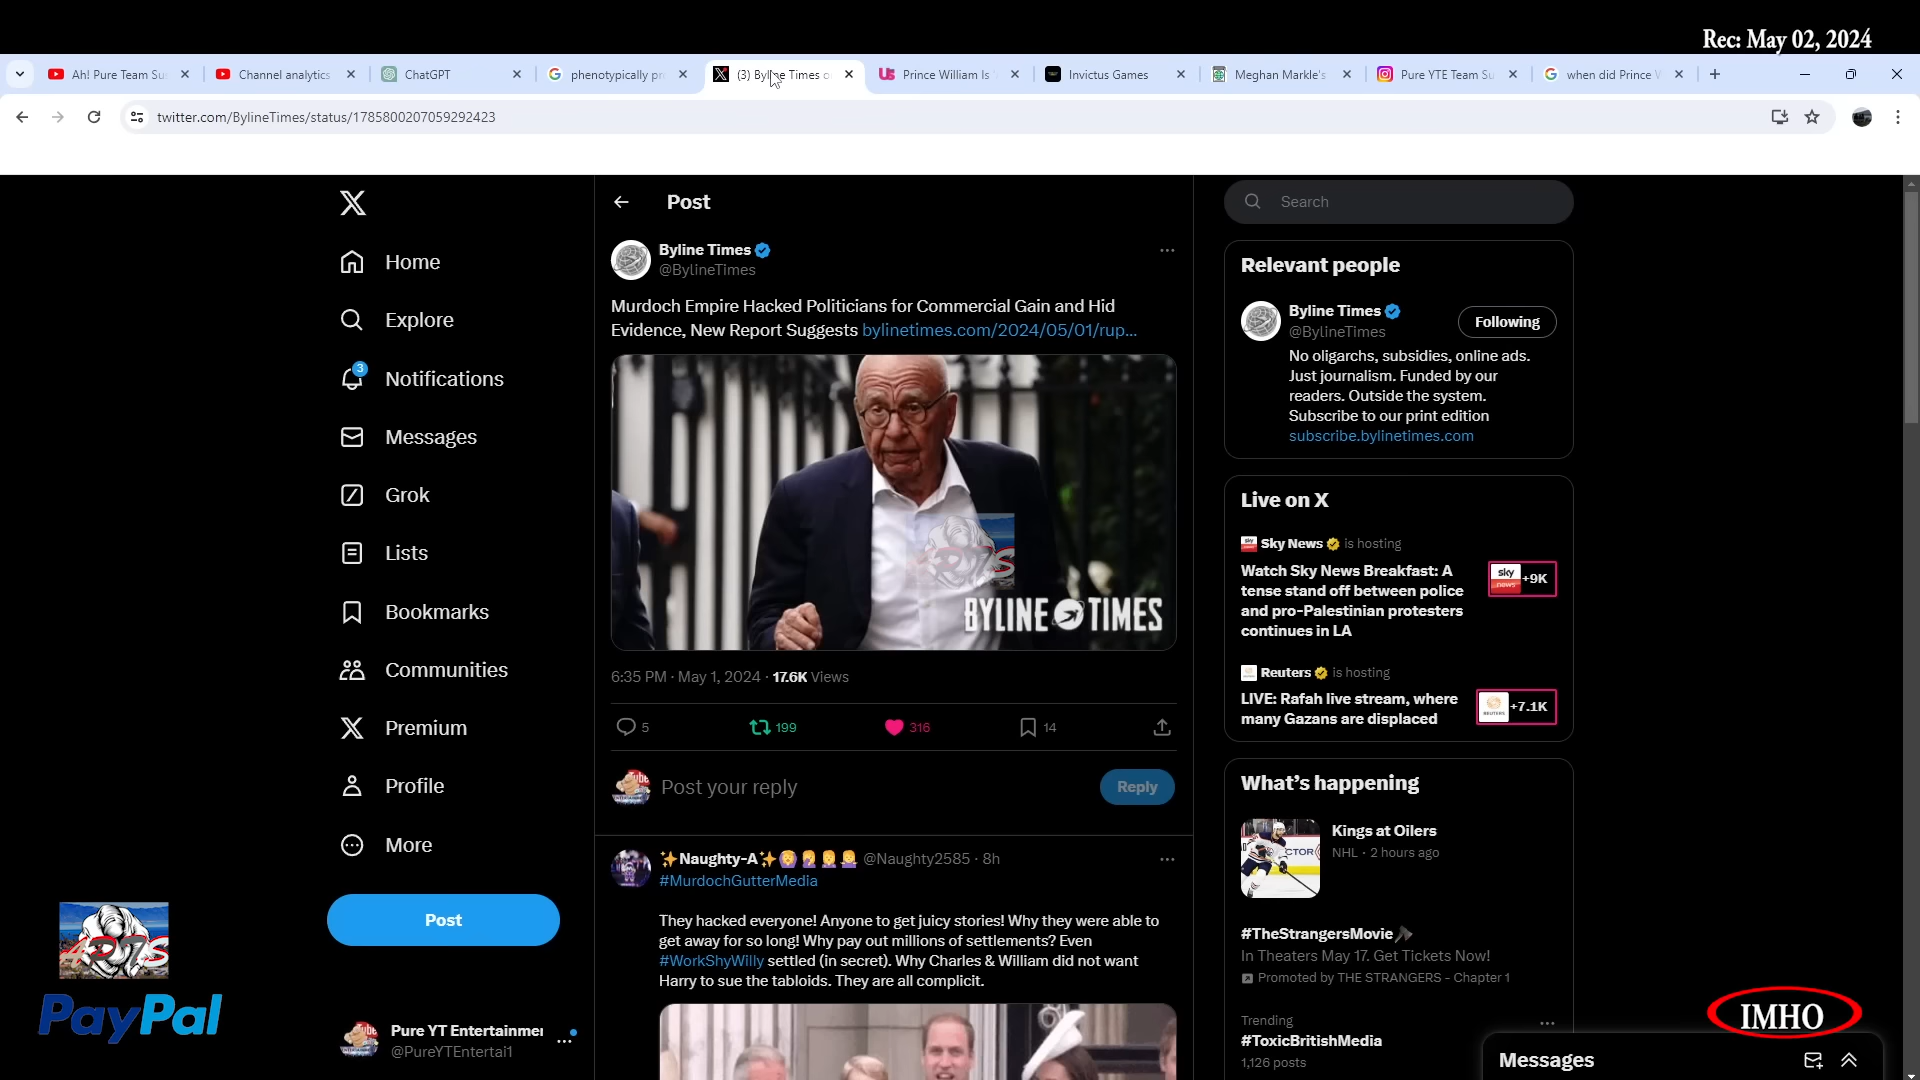 Rec: May 02, 2024
Ah! Pure Team Su
Channel analytics
ChatGPT
phenotypically pr
(3) Byline Times o
Prince William Is
Invictus Games
Meghan Markle's
Pure YTE Team Su
when did Prince W
twitter.com/BylineTimes/status/1785800207059292423
Home
Explore
3
Notifications
Messages
Grok
Lists
Bookmarks
Communities
Premium
Profile
More
Post
Pure YT Entertainmer
@PureYTEntertai1
PayPal
Post
Byline Times
@BylineTimes
Murdoch Empire Hacked Politicians for Commercial Gain and Hid
Evidence, New Report Suggests bylinetimes.com/2024/05/01/rup...
BYLINE TIMES
6:35 PM · May 1, 2024 · 17.6K Views
5 199 316 14
Post your reply
Reply
✨Naughty-A✨ @Naughty2585 · 8h
#MurdochGutterMedia
They hacked everyone! Anyone to get juicy stories! Why they were able to
get away for so long! Why pay out millions of settlements? Even
#WorkShyWilly settled (in secret). Why Charles & William did not want
Harry to sue the tabloids. They are all complicit.
Search
Relevant people
Byline Times
@BylineTimes
Following
No oligarchs, subsidies, online ads.
Just journalism. Funded by our
readers. Outside the system.
Subscribe to our print edition
subscribe.bylinetimes.com
Live on X
Sky News is hosting
Watch Sky News Breakfast: A
tense stand off between police
and pro-Palestinian protesters
continues in LA
sky news +9K
Reuters is hosting
LIVE: Rafah live stream, where
many Gazans are displaced
REUTERS +7.1K
What's happening
Kings at Oilers
NHL · 2 hours ago
#TheStrangersMovie
In Theaters May 17. Get Tickets Now!
Promoted by THE STRANGERS - Chapter 1
Trending
#ToxicBritishMedia
1,126 posts
IMHO
Messages